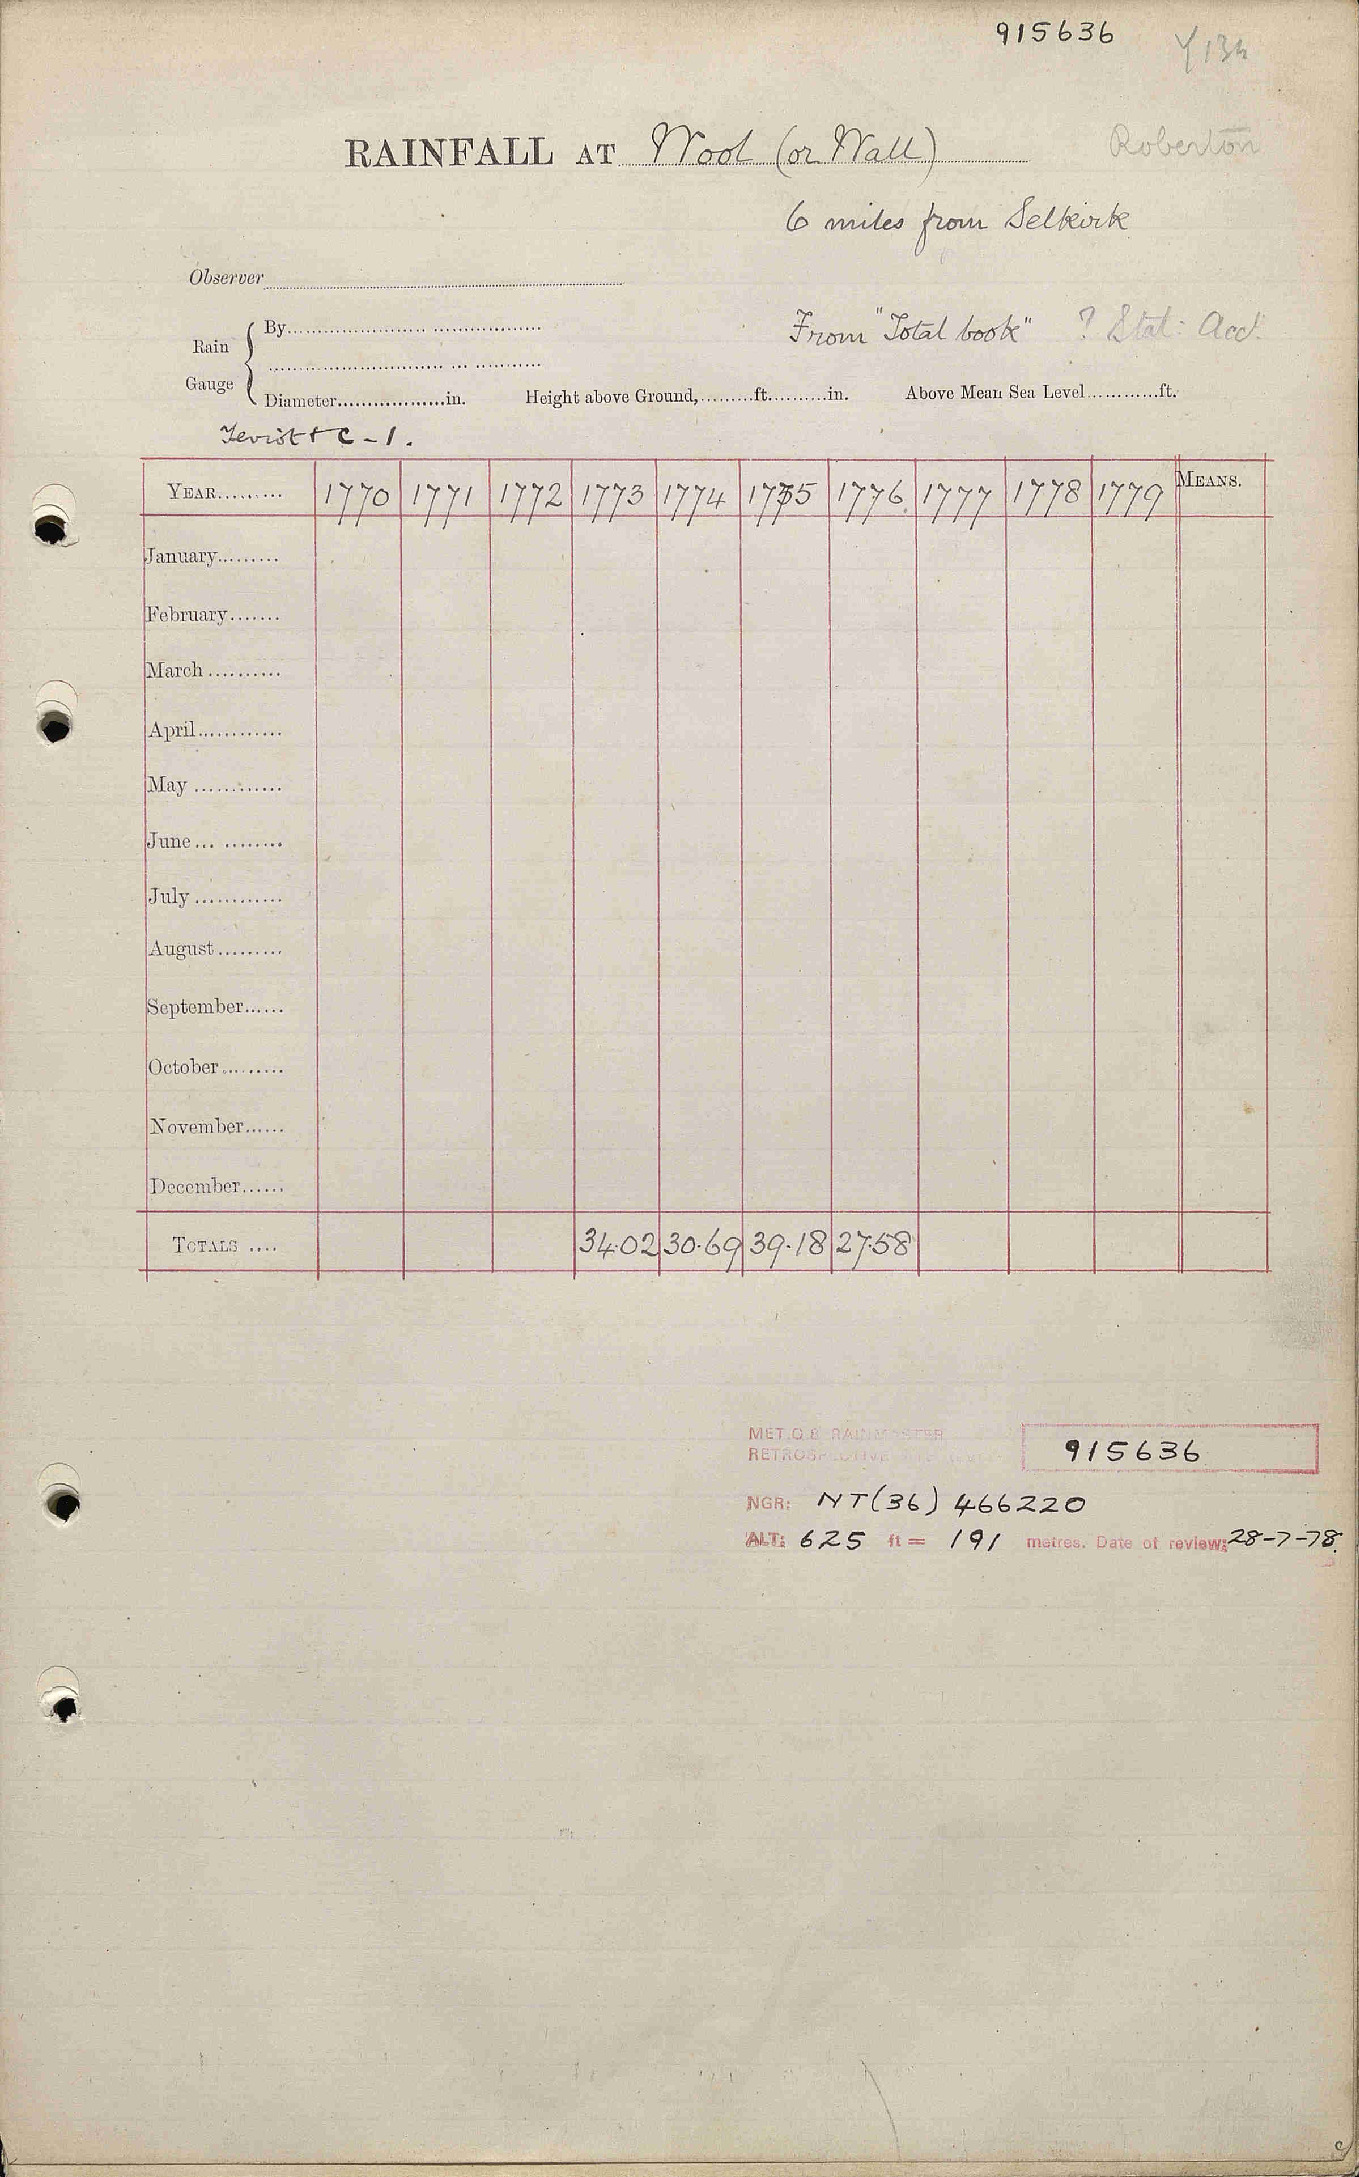 915636
RAINFALL AT Wool (or Wall) Roberton
6 miles from Selkirk
Observer
Rain Gauge { By
From "Total book" ? Stat: Acct.
Diameter..................in. Height above Ground,.........ft..........in. Above Mean Sea Level............ft.
Teviot + C - 1.
YEAR......... 1770 1771 1772 1773 1774 1775 1776 1777 1778 1779 MEANS.
January.........
February.......
March..........
April............
May............
June...........
July............
August.........
September......
October.........
November......
December......
TOTALS .... 34.02 30.69 39.18 27.58
MET.O.8 RAINMASTER
RETROSPECTIVE
915636
NGR: NT(36) 466220
ALT: 625 ft = 191 metres. Date of review: 28-7-78.